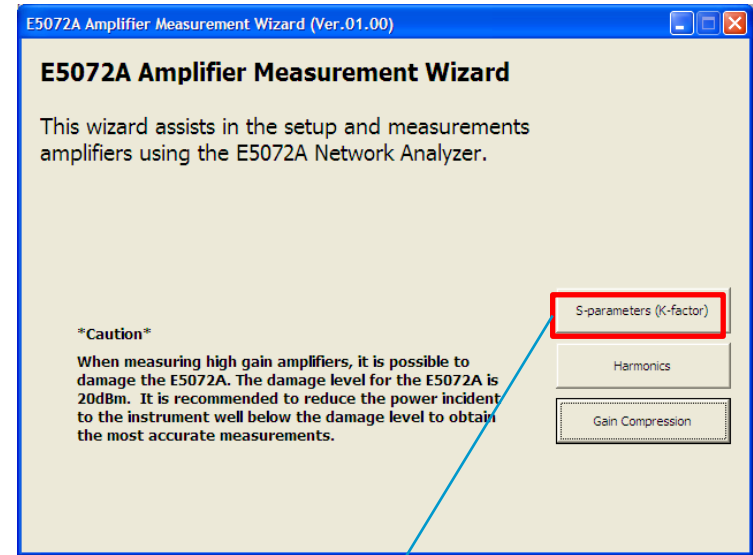 E5072A Amplifier Measurement Wizard (Ver.01.00)
E5072A Amplifier Measurement Wizard
This wizard assists in the setup and measurements
amplifiers using the E5072A Network Analyzer.
S-parameters (K-factor)
*Caution*
When measuring high gain amplifiers, it is possible to
damage the E5072A. The damage level for the E5072A is
20dBm. It is recommended to reduce the power incident
to the instrument well below the damage level to obtain
the most accurate measurements.
Harmonics
Gain Compression